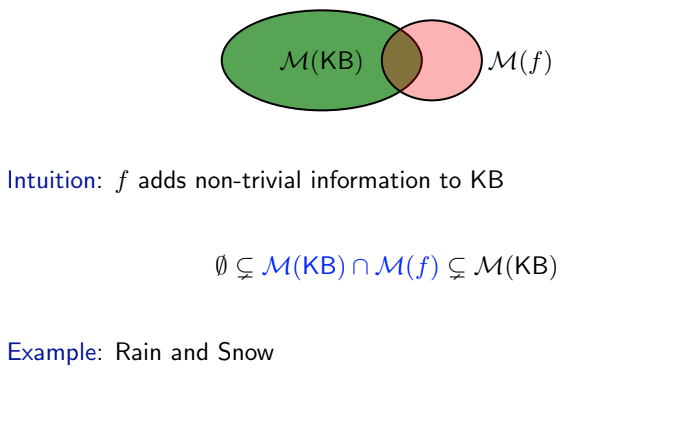 ℳ(KB) ℳ(f)
Intuition: f adds non-trivial information to KB
∅ ⊊ ℳ(KB) ∩ ℳ(f) ⊊ ℳ(KB)
Example: Rain and Snow